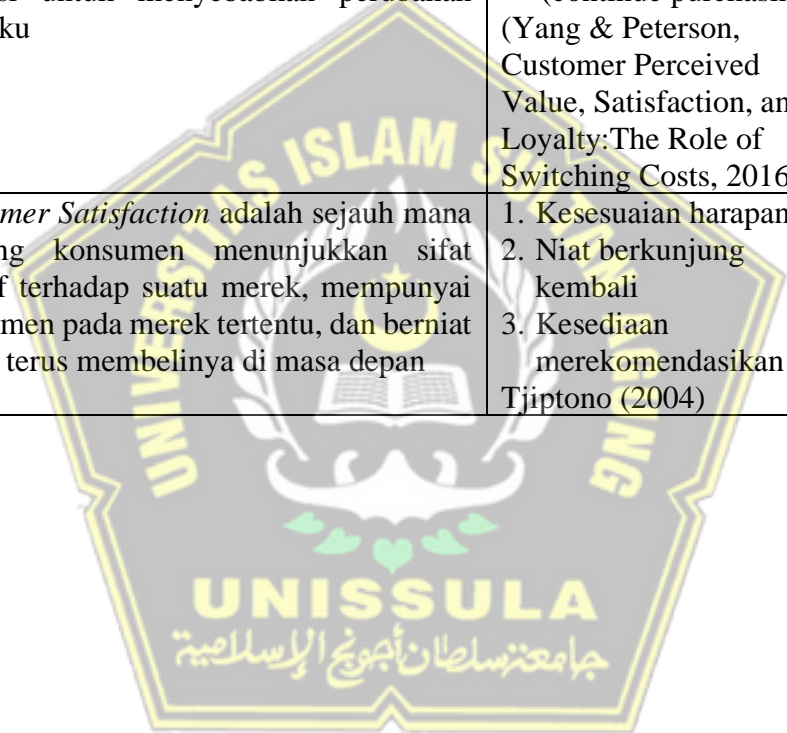 untuk menyebabkan perubahan
ku
(continue purchasin
(Yang & Peterson,
Customer Perceived
Value, Satisfaction, an
Loyalty:The Role of
Switching Costs, 2016
mer Satisfaction adalah sejauh mana
ng konsumen menunjukkan sifat
f terhadap suatu merek, mempunyai
men pada merek tertentu, dan berniat
terus membelinya di masa depan
1. Kesesuaian harapan
2. Niat berkunjung
kembali
3. Kesediaan
merekomendasikan
Tjiptono (2004)
UNIVERSITAS ISLAM SULTAN AGUNG
UNISSULA
جامعة سلطان أجونج الإسلامية